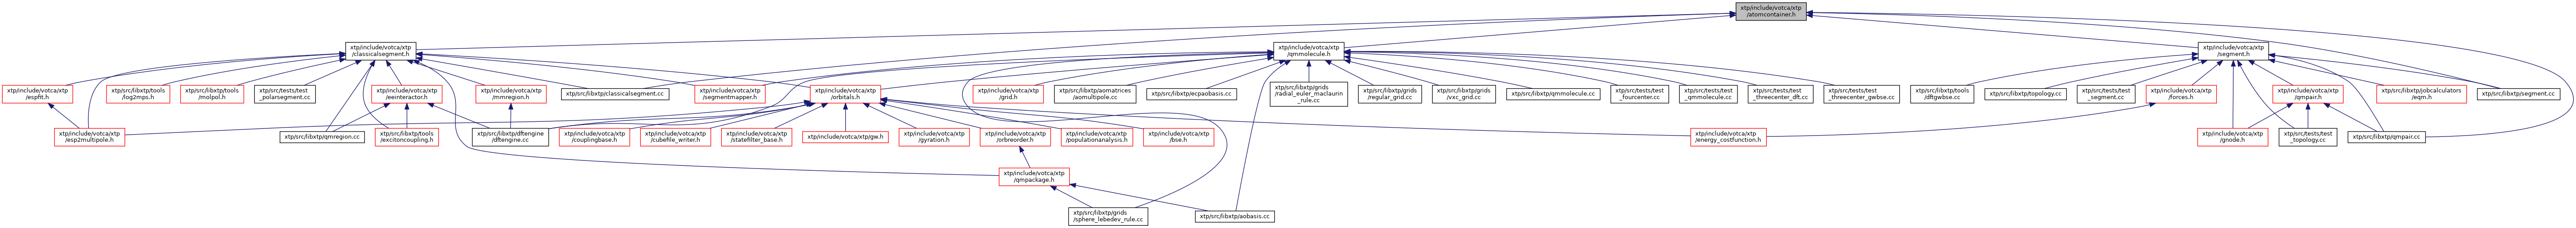 xtp/include/votca/xtp
/atomcontainer.h
xtp/include/votca/xtp
/classicalsegment.h
xtp/include/votca/xtp
/qmmolecule.h
xtp/include/votca/xtp
/segment.h
xtp/include/votca/xtp
/espfit.h
xtp/src/libxtp/tools
/log2mps.h
xtp/src/libxtp/tools
/molpol.h
xtp/src/tests/test
_polarsegment.cc
xtp/include/votca/xtp
/eeinteractor.h
xtp/include/votca/xtp
/mmregion.h
xtp/src/libxtp/classicalsegment.cc
xtp/include/votca/xtp
/segmentmapper.h
xtp/include/votca/xtp
/orbitals.h
xtp/include/votca/xtp
/grid.h
xtp/src/libxtp/aomatrices
/aomultipole.cc
xtp/src/libxtp/ecpaobasis.cc
xtp/src/libxtp/grids
/radial_euler_maclaurin
_rule.cc
xtp/src/libxtp/grids
/regular_grid.cc
xtp/src/libxtp/grids
/vxc_grid.cc
xtp/src/libxtp/qmmolecule.cc
xtp/src/tests/test
_fourcenter.cc
xtp/src/tests/test
_qmmolecule.cc
xtp/src/tests/test
_threecenter_dft.cc
xtp/src/tests/test
_threecenter_gwbse.cc
xtp/src/libxtp/tools
/dftgwbse.cc
xtp/src/libxtp/topology.cc
xtp/src/tests/test
_segment.cc
xtp/include/votca/xtp
/forces.h
xtp/include/votca/xtp
/qmpair.h
xtp/src/libxtp/jobcalculators
/eqm.h
xtp/src/libxtp/segment.cc
xtp/include/votca/xtp
/esp2multipole.h
xtp/src/libxtp/qmregion.cc
xtp/src/libxtp/tools
/excitoncoupling.h
xtp/src/libxtp/dftengine
/dftengine.cc
xtp/include/votca/xtp
/couplingbase.h
xtp/include/votca/xtp
/cubefile_writer.h
xtp/include/votca/xtp
/statefilter_base.h
xtp/include/votca/xtp/gw.h
xtp/include/votca/xtp
/gyration.h
xtp/include/votca/xtp
/orbreorder.h
xtp/include/votca/xtp
/populationanalysis.h
xtp/include/votca/xtp
/bse.h
xtp/include/votca/xtp
/energy_costfunction.h
xtp/include/votca/xtp
/gnode.h
xtp/src/tests/test
_topology.cc
xtp/src/libxtp/qmpair.cc
xtp/include/votca/xtp
/qmpackage.h
xtp/src/libxtp/grids
/sphere_lebedev_rule.cc
xtp/src/libxtp/aobasis.cc